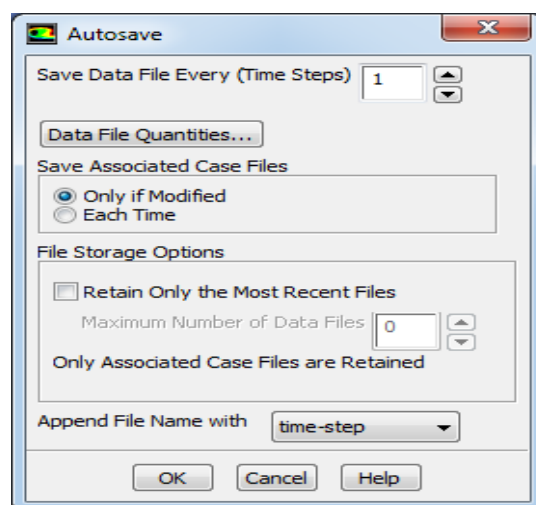 Autosave
Save Data File Every (Time Steps) 1
Data File Quantities...
Save Associated Case Files
Only if Modified
Each Time
File Storage Options
Retain Only the Most Recent Files
Maximum Number of Data Files 0
Only Associated Case Files are Retained
Append File Name with time-step
OK Cancel Help